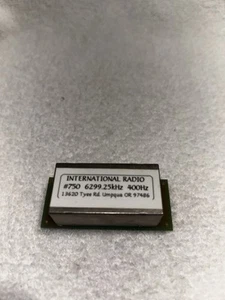 INTERNATIONAL RADIO
#750 6299.25kHz 400Hz
13620 Tyee Rd. Umpqua OR 97486